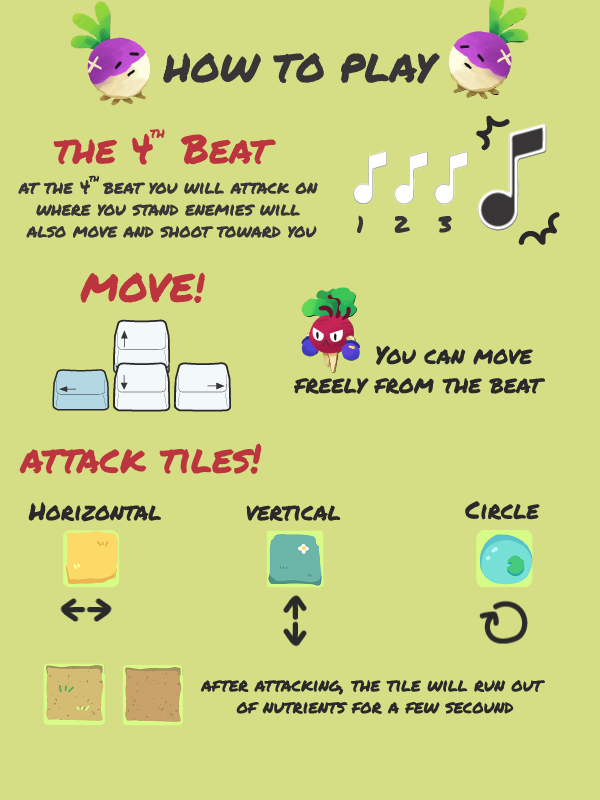 HOW TO PLAY
THE 4TH BEAT
AT THE 4TH BEAT YOU WILL ATTACK ON
WHERE YOU STAND ENEMIES WILL
ALSO MOVE AND SHOOT TOWARD YOU
1 2 3
MOVE!
YOU CAN MOVE
FREELY FROM THE BEAT
ATTACK TILES!
HORIZONTAL
VERTICAL
CIRCLE
AFTER ATTACKING, THE TILE WILL RUN OUT
OF NUTRIENTS FOR A FEW SECOUND